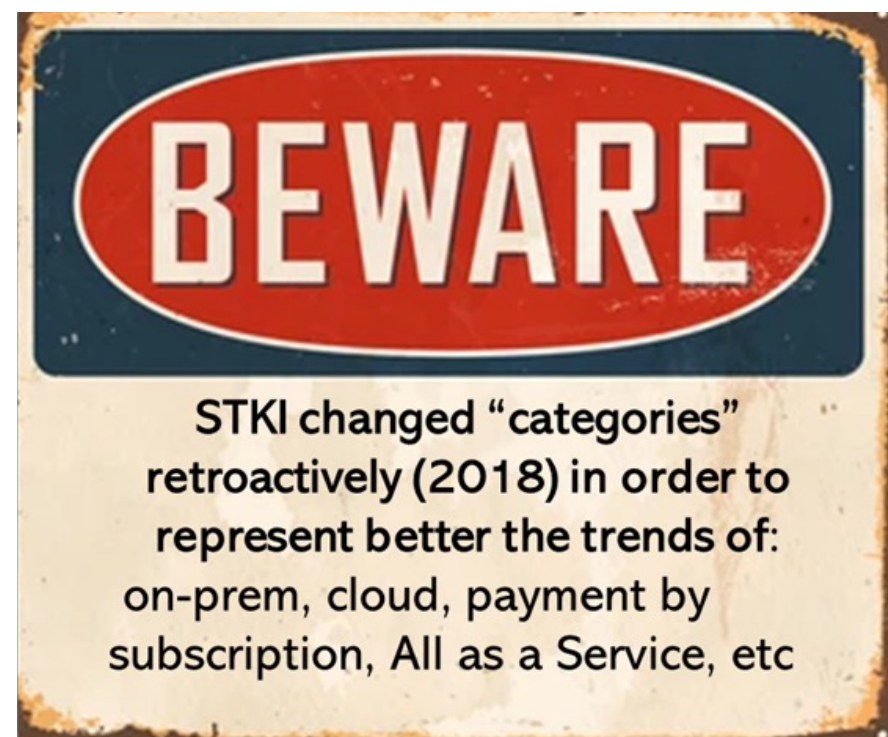 BEWARE
STKI changed “categories”
retroactively (2018) in order to
represent better the trends of:
on-prem, cloud, payment by
subscription, All as a Service, etc